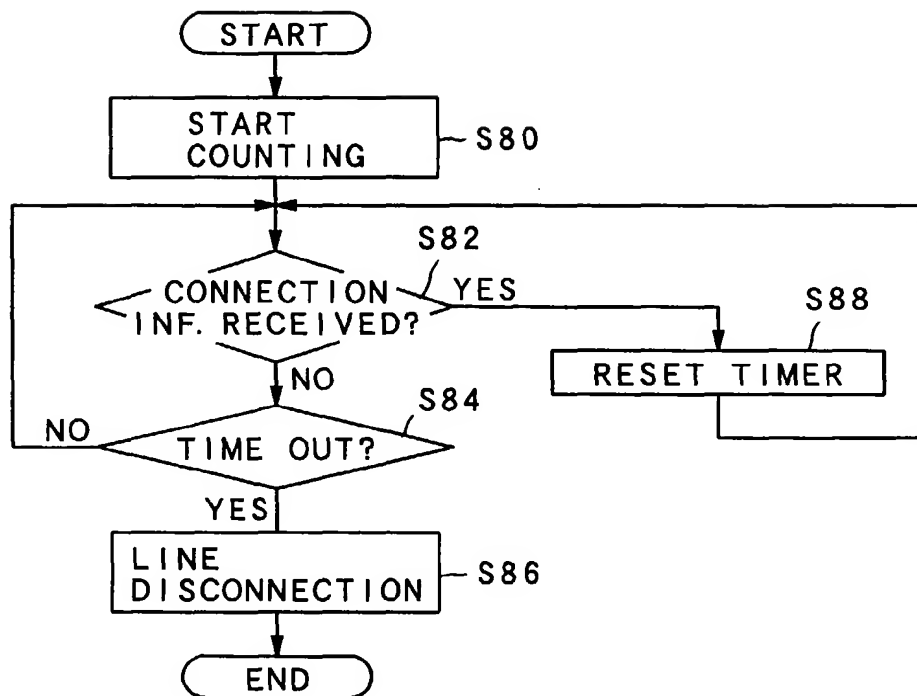 START
START
COUNTING
S80
S82
CONNECTION
INF. RECEIVED?
YES
S88
RESET TIMER
NO
S84
TIME OUT?
NO
YES
LINE
DISCONNECTION
S86
END